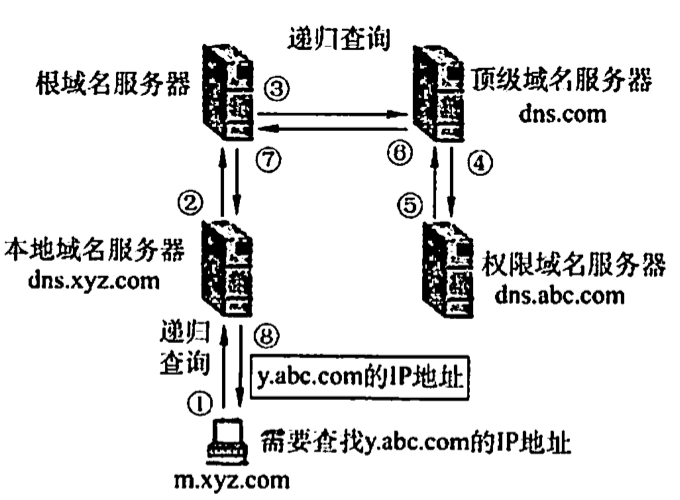 递归查询
根域名服务器
③
顶级域名服务器
dns.com
⑦
⑥
④
②
⑤
本地域名服务器
dns.xyz.com
权限域名服务器
dns.abc.com
递归
查询
⑧
y.abc.com的IP地址
①
需要查找y.abc.com的IP地址
m.xyz.com